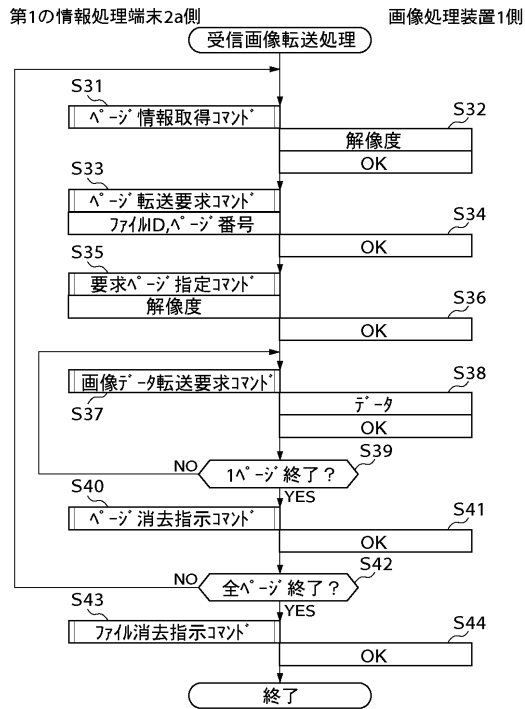 第1の情報処理端末2a側
画像処理装置1側
受信画像転送処理
S31
ﾍﾟｰｼﾞ情報取得ｺﾏﾝﾄﾞ
S32
解像度
OK
S33
ﾍﾟｰｼﾞ転送要求ｺﾏﾝﾄﾞ
ﾌｧｲﾙID,ﾍﾟｰｼﾞ番号
S34
OK
S35
要求ﾍﾟｰｼﾞ指定ｺﾏﾝﾄﾞ
解像度
S36
OK
画像ﾃﾞｰﾀ転送要求ｺﾏﾝﾄﾞ
S37
S38
ﾃﾞｰﾀ
OK
S39
1ﾍﾟｰｼﾞ終了？
NO
YES
S40
ﾍﾟｰｼﾞ消去指示ｺﾏﾝﾄﾞ
S41
OK
S42
全ﾍﾟｰｼﾞ終了？
NO
YES
S43
ﾌｧｲﾙ消去指示ｺﾏﾝﾄﾞ
S44
OK
終了